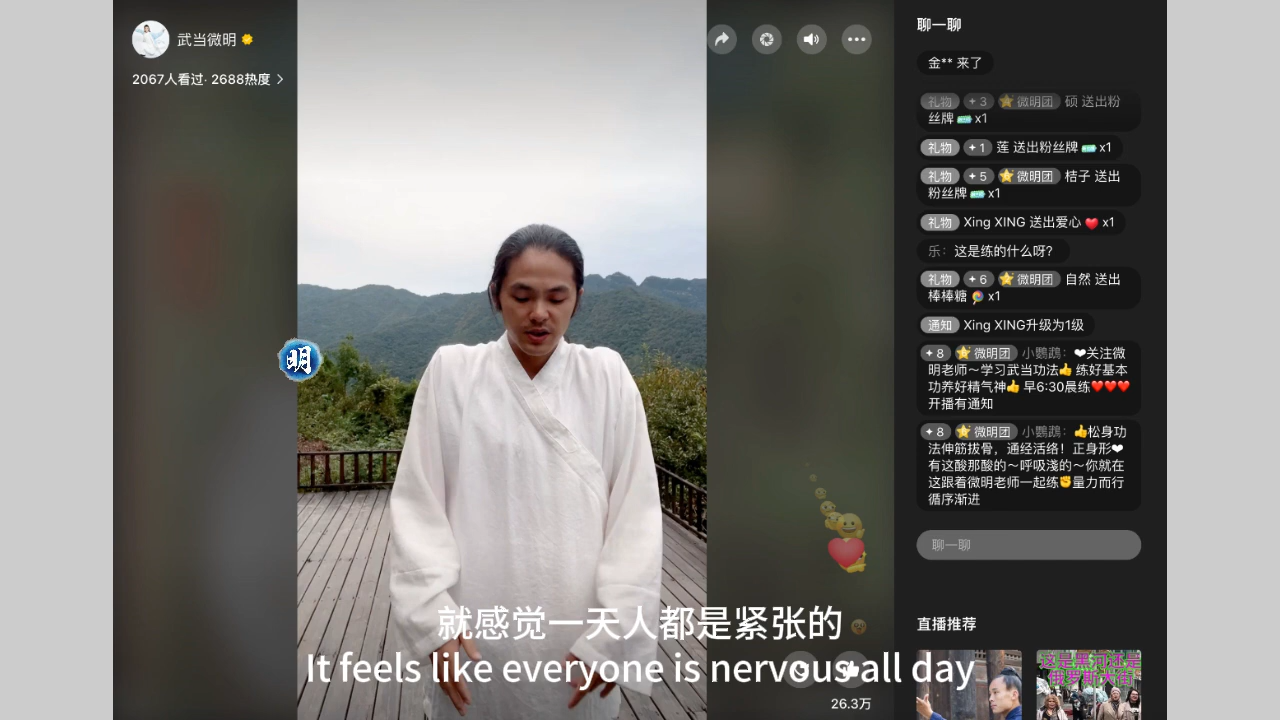 武当微明
2067人看过· 2688热度
明
就感觉一天人都是紧张的
It feels like everyone is nervous all day
26.3万
聊一聊
金** 来了
礼物 +3 微明团 硕 送出粉
丝牌 x1
礼物 +1 莲 送出粉丝牌 x1
礼物 +5 微明团 桔子 送出
粉丝牌 x1
礼物 Xing XING 送出爱心 ❤️ x1
乐: 这是练的什么呀?
礼物 +6 微明团 自然 送出
棒棒糖 🍭 x1
通知 Xing XING升级为1级
+8 微明团 小鹦鹉: ❤关注微
明老师～学习武当功法👍 练好基本
功养好精气神👍 早6:30晨练❤️❤️❤️
开播有通知
+8 微明团 小鹦鹉: 👍松身功
法伸筋拔骨，通经活络！正身形❤
有这酸那酸的～呼吸淺的～你就在
这跟着微明老师一起练✊量力而行
循序渐进
聊一聊
直播推荐
这是黑河还是
俄罗斯大街